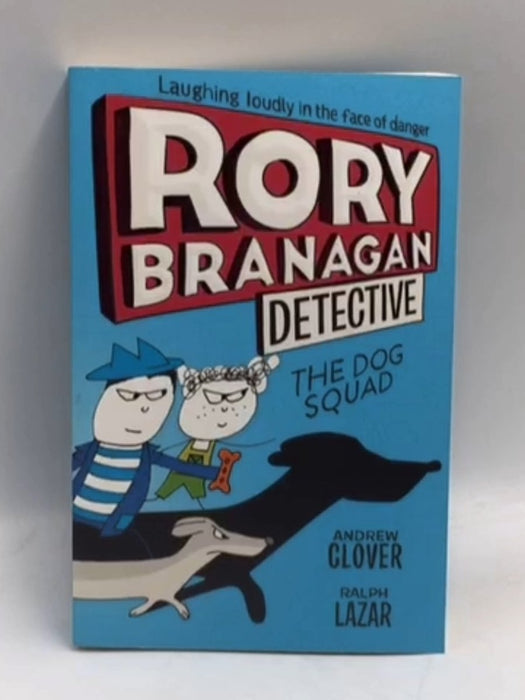 Laughing loudly in the face of danger
RORY
BRANAGAN
DETECTIVE
THE DOG
SQUAD
ANDREW
CLOVER
RALPH
LAZAR